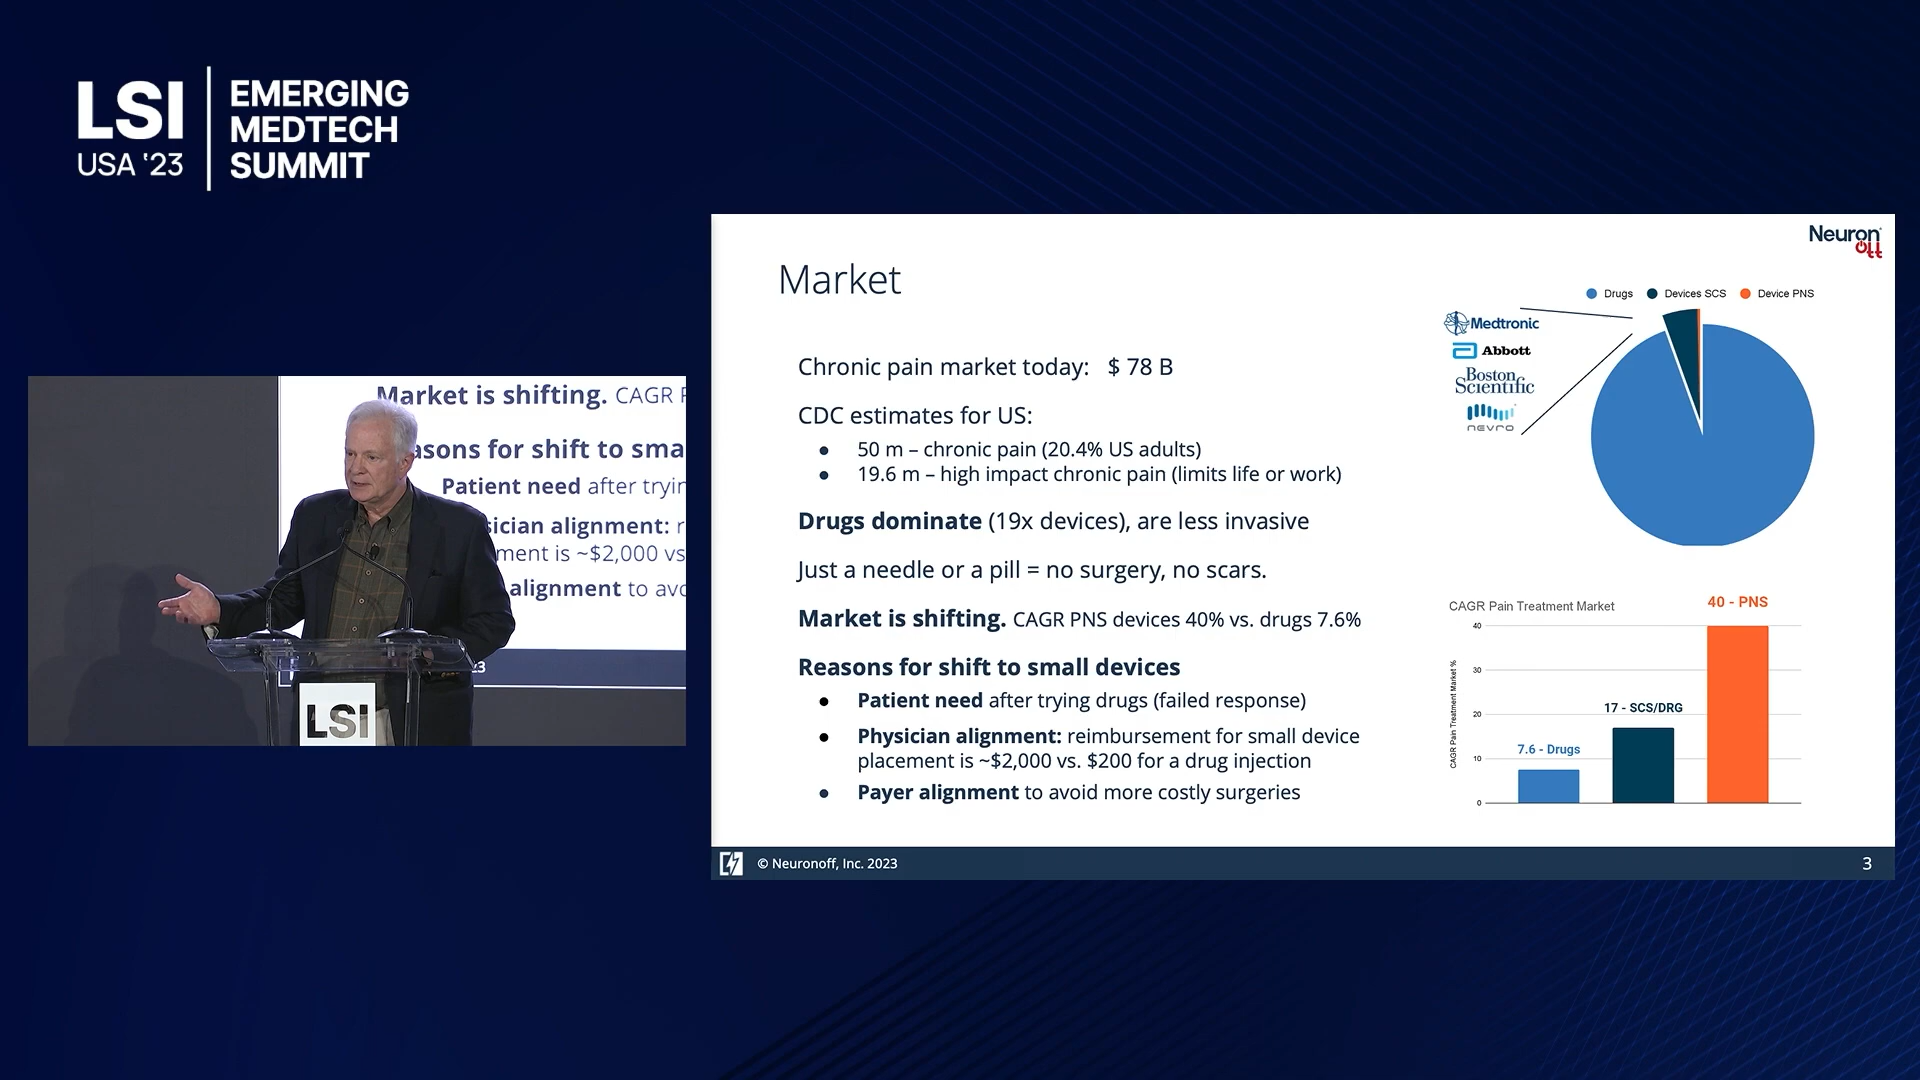 LSI
USA '23
EMERGING
MEDTECH
SUMMIT
Market is shifting. CAGR
asons for shift to sma
Patient need after tryin
sician alignment: r
ment is ~$2,000 vs
alignment to avo
23
LSI
Neuron
off
Market
Chronic pain market today: $ 78 B
CDC estimates for US:
● 50 m – chronic pain (20.4% US adults)
● 19.6 m – high impact chronic pain (limits life or work)
Drugs dominate (19x devices), are less invasive
Just a needle or a pill = no surgery, no scars.
Market is shifting. CAGR PNS devices 40% vs. drugs 7.6%
Reasons for shift to small devices
● Patient need after trying drugs (failed response)
● Physician alignment: reimbursement for small device
placement is ~$2,000 vs. $200 for a drug injection
● Payer alignment to avoid more costly surgeries
Drugs Devices SCS Device PNS
Medtronic
Abbott
Boston
Scientific
nevro
CAGR Pain Treatment Market
CAGR Pain Treatment Market %
40
30
20
10
0
7.6 - Drugs
17 - SCS/DRG
40 - PNS
© Neuronoff, Inc. 2023
3